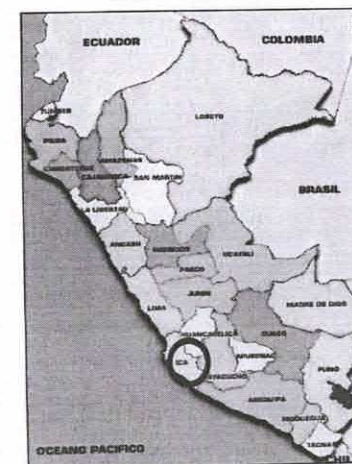 ECUADOR
COLOMBIA
TUMBES
LORETO
PIURA
AMAZONAS
LAMBAYEQUE
CAJAMARCA
SAN MARTIN
BRASIL
LA LIBERTAD
ANCASH
HUANUCO
UCAYALI
PASCO
JUNIN
LIMA
MADRE DE DIOS
HUANCAVELICA
CUSCO
ICA
APURIMAC
AYACUCHO
PUNO
AREQUIPA
MOQUEGUA
TACNA
OCEANO PACIFICO
CHIL